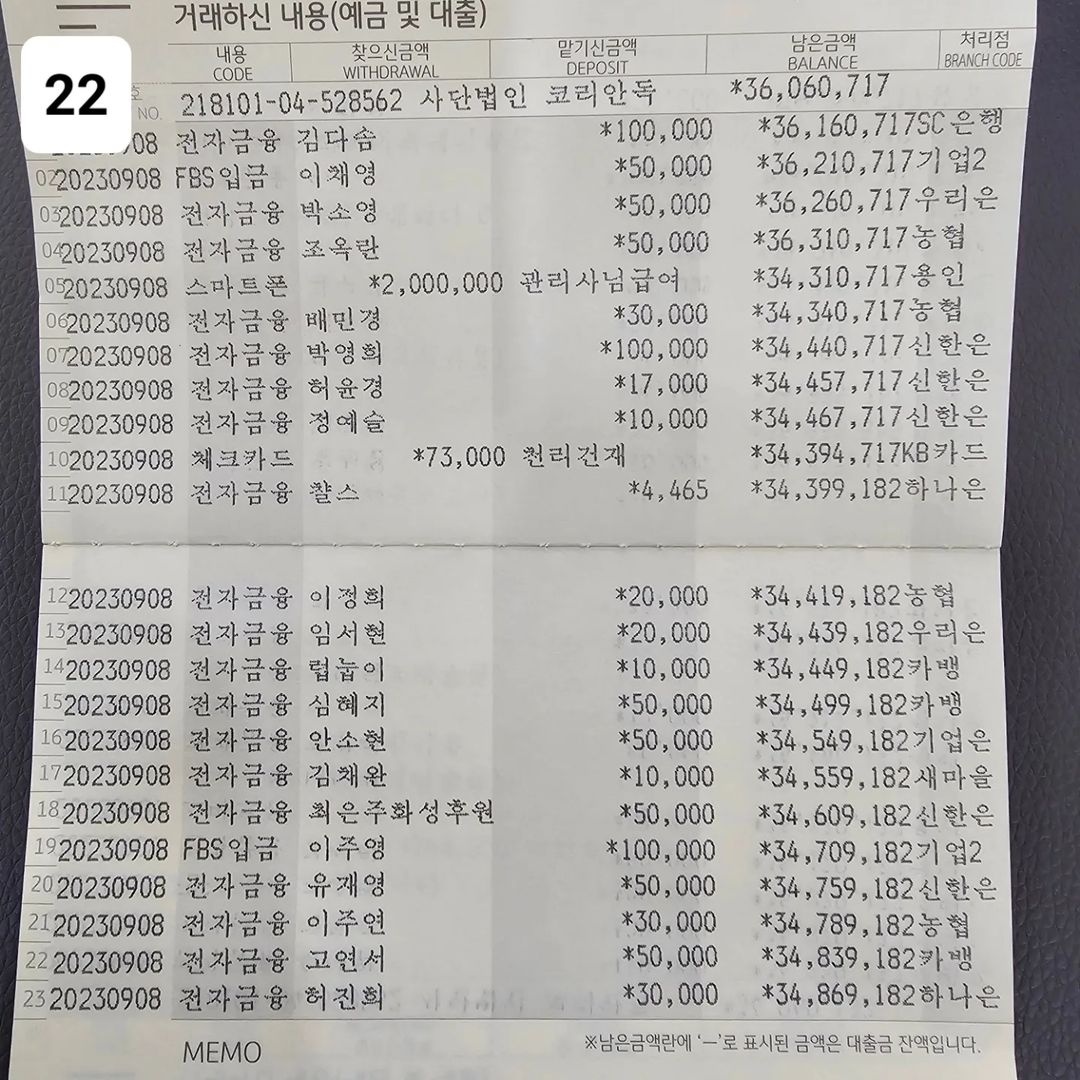 거래하신 내용(예금 및 대출)
내용 찾으신금액 맡기신금액 남은금액 처리점
CODE WITHDRAWAL DEPOSIT BALANCE BRANCH CODE
22
NO. 218101-04-528562 사단법인 코리안독 *36,060,717
08 전자금융 김다솜 *100,000 *36,160,717SC은행
02 20230908 FBS입금 이채영 *50,000 *36,210,717기업2
03 20230908 전자금융 박소영 *50,000 *36,260,717우리은
04 20230908 전자금융 조옥란 *50,000 *36,310,717농협
05 20230908 스마트폰 *2,000,000 관리사님급여 *34,310,717용인
06 20230908 전자금융 배민경 *30,000 *34,340,717농협
07 20230908 전자금융 박영희 *100,000 *34,440,717신한은
08 20230908 전자금융 허윤경 *17,000 *34,457,717신한은
09 20230908 전자금융 정예슬 *10,000 *34,467,717신한은
10 20230908 체크카드 *73,000 천리건재 *34,394,717KB카드
11 20230908 전자금융 챨스 *4,465 *34,399,182하나은
12 20230908 전자금융 이정희 *20,000 *34,419,182농협
13 20230908 전자금융 임서현 *20,000 *34,439,182우리은
14 20230908 전자금융 럽눕이 *10,000 *34,449,182카뱅
15 20230908 전자금융 심혜지 *50,000 *34,499,182카뱅
16 20230908 전자금융 안소현 *50,000 *34,549,182기업은
17 20230908 전자금융 김채완 *10,000 *34,559,182새마을
18 20230908 전자금융 최은주화성후원 *50,000 *34,609,182신한은
19 20230908 FBS입금 이주영 *100,000 *34,709,182기업2
20 20230908 전자금융 유재영 *50,000 *34,759,182신한은
21 20230908 전자금융 이주연 *30,000 *34,789,182농협
22 20230908 전자금융 고연서 *50,000 *34,839,182카뱅
23 20230908 전자금융 허진희 *30,000 *34,869,182하나은
MEMO ※남은금액란에 ‘—’로 표시된 금액은 대출금 잔액입니다.